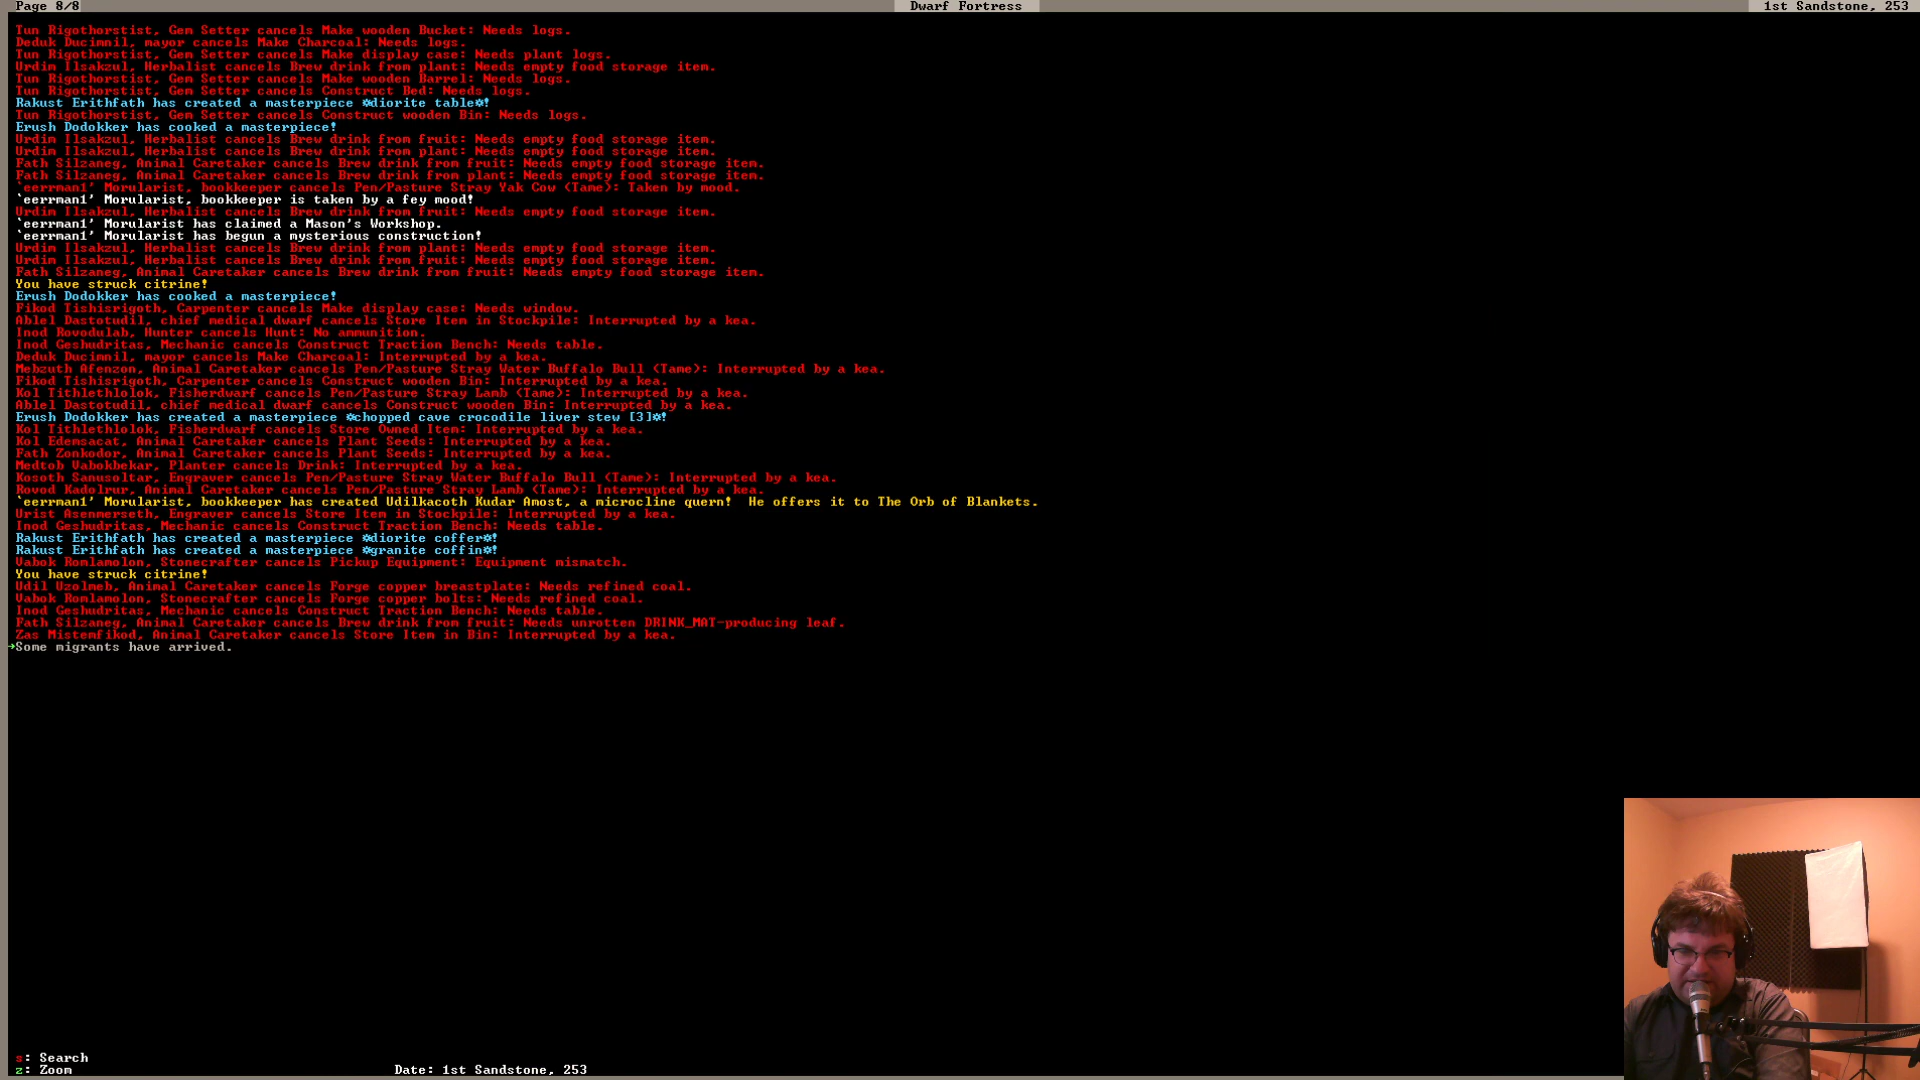 Page 8/8
Dwarf Fortress
1st Sandstone, 253
Tun Rigothorstist, Gem Setter cancels Make wooden Bucket: Needs logs.
Deduk Ducimnil, mayor cancels Make Charcoal: Needs logs.
Tun Rigothorstist, Gem Setter cancels Make display case: Needs plant logs.
Urdim Ilsakzul, Herbalist cancels Brew drink from plant: Needs empty food storage item.
Tun Rigothorstist, Gem Setter cancels Make wooden Barrel: Needs logs.
Tun Rigothorstist, Gem Setter cancels Construct Bed: Needs logs.
Rakust Erithfath has created a masterpiece ☼diorite table☼!
Tun Rigothorstist, Gem Setter cancels Construct wooden Bin: Needs logs.
Erush Dodokker has cooked a masterpiece!
Urdim Ilsakzul, Herbalist cancels Brew drink from fruit: Needs empty food storage item.
Urdim Ilsakzul, Herbalist cancels Brew drink from plant: Needs empty food storage item.
Fath Silzaneg, Animal Caretaker cancels Brew drink from fruit: Needs empty food storage item.
Fath Silzaneg, Animal Caretaker cancels Brew drink from plant: Needs empty food storage item.
`eerrman1' Morularist, bookkeeper cancels Pen/Pasture Stray Yak Cow (Tame): Taken by mood.
`eerrman1' Morularist, bookkeeper is taken by a fey mood!
Urdim Ilsakzul, Herbalist cancels Brew drink from fruit: Needs empty food storage item.
`eerrman1' Morularist has claimed a Mason's Workshop.
`eerrman1' Morularist has begun a mysterious construction!
Urdim Ilsakzul, Herbalist cancels Brew drink from plant: Needs empty food storage item.
Urdim Ilsakzul, Herbalist cancels Brew drink from fruit: Needs empty food storage item.
Fath Silzaneg, Animal Caretaker cancels Brew drink from fruit: Needs empty food storage item.
You have struck citrine!
Erush Dodokker has cooked a masterpiece!
Fikod Tishisrigoth, Carpenter cancels Make display case: Needs window.
Ablel Dastotudil, chief medical dwarf cancels Store Item in Stockpile: Interrupted by a kea.
Inod Rovodulab, Hunter cancels Hunt: No ammunition.
Inod Geshudritas, Mechanic cancels Construct Traction Bench: Needs table.
Deduk Ducimnil, mayor cancels Make Charcoal: Interrupted by a kea.
Mebzuth Afenzon, Animal Caretaker cancels Pen/Pasture Stray Water Buffalo Bull (Tame): Interrupted by a kea.
Fikod Tishisrigoth, Carpenter cancels Construct wooden Bin: Interrupted by a kea.
Kol Tithlethlolok, Fisherdwarf cancels Pen/Pasture Stray Lamb (Tame): Interrupted by a kea.
Ablel Dastotudil, chief medical dwarf cancels Construct wooden Bin: Interrupted by a kea.
Erush Dodokker has created a masterpiece ☼chopped cave crocodile liver stew [3]☼!
Kol Tithlethlolok, Fisherdwarf cancels Store Owned Item: Interrupted by a kea.
Kol Edemsacat, Animal Caretaker cancels Plant Seeds: Interrupted by a kea.
Fath Zonkodor, Animal Caretaker cancels Plant Seeds: Interrupted by a kea.
Medtob Vabokbekar, Planter cancels Drink: Interrupted by a kea.
Kosoth Sanusoltar, Engraver cancels Pen/Pasture Stray Water Buffalo Bull (Tame): Interrupted by a kea.
Rovod Kadolrur, Animal Caretaker cancels Pen/Pasture Stray Lamb (Tame): Interrupted by a kea.
`eerrman1' Morularist, bookkeeper has created Udilkacoth Kudar Amost, a microcline quern!  He offers it to The Orb of Blankets.
Urist Asenmerseth, Engraver cancels Store Item in Stockpile: Interrupted by a kea.
Inod Geshudritas, Mechanic cancels Construct Traction Bench: Needs table.
Rakust Erithfath has created a masterpiece ☼diorite coffer☼!
Rakust Erithfath has created a masterpiece ☼granite coffin☼!
Vabok Romlamolon, Stonecrafter cancels Pickup Equipment: Equipment mismatch.
You have struck citrine!
Udil Uzolmeb, Animal Caretaker cancels Forge copper breastplate: Needs refined coal.
Vabok Romlamolon, Stonecrafter cancels Forge copper bolts: Needs refined coal.
Inod Geshudritas, Mechanic cancels Construct Traction Bench: Needs table.
Fath Silzaneg, Animal Caretaker cancels Brew drink from fruit: Needs unrotten DRINK_MAT-producing leaf.
Zas Mistemfikod, Animal Caretaker cancels Store Item in Bin: Interrupted by a kea.
→Some migrants have arrived.
s: Search
z: Zoom
Date: 1st Sandstone, 253